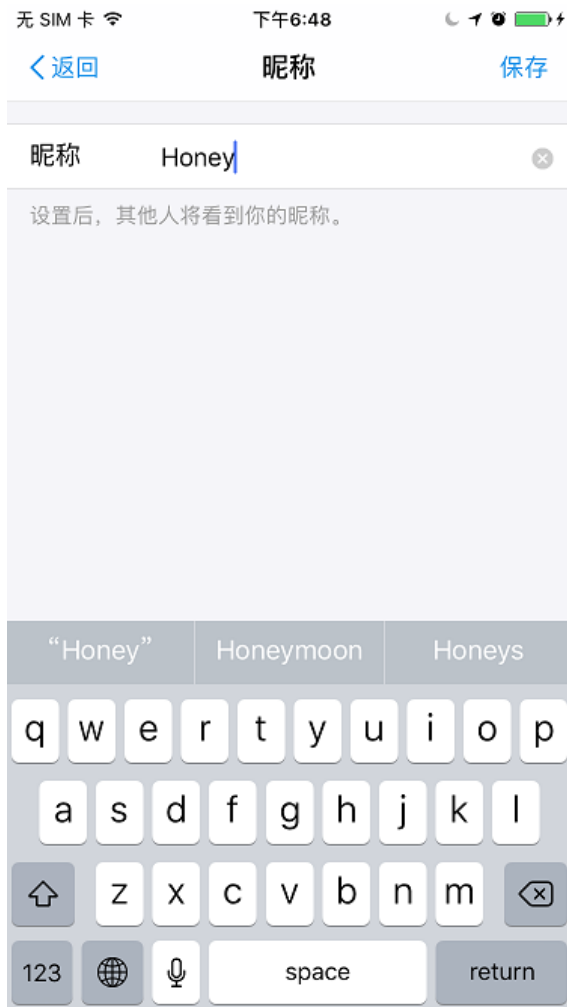 无 SIM 卡 下午6:48
返回 昵称 保存
昵称 Honey
设置后，其他人将看到你的昵称。
“Honey” Honeymoon Honeys
q w e r t y u i o p
a s d f g h j k l
z x c v b n m
123 space return